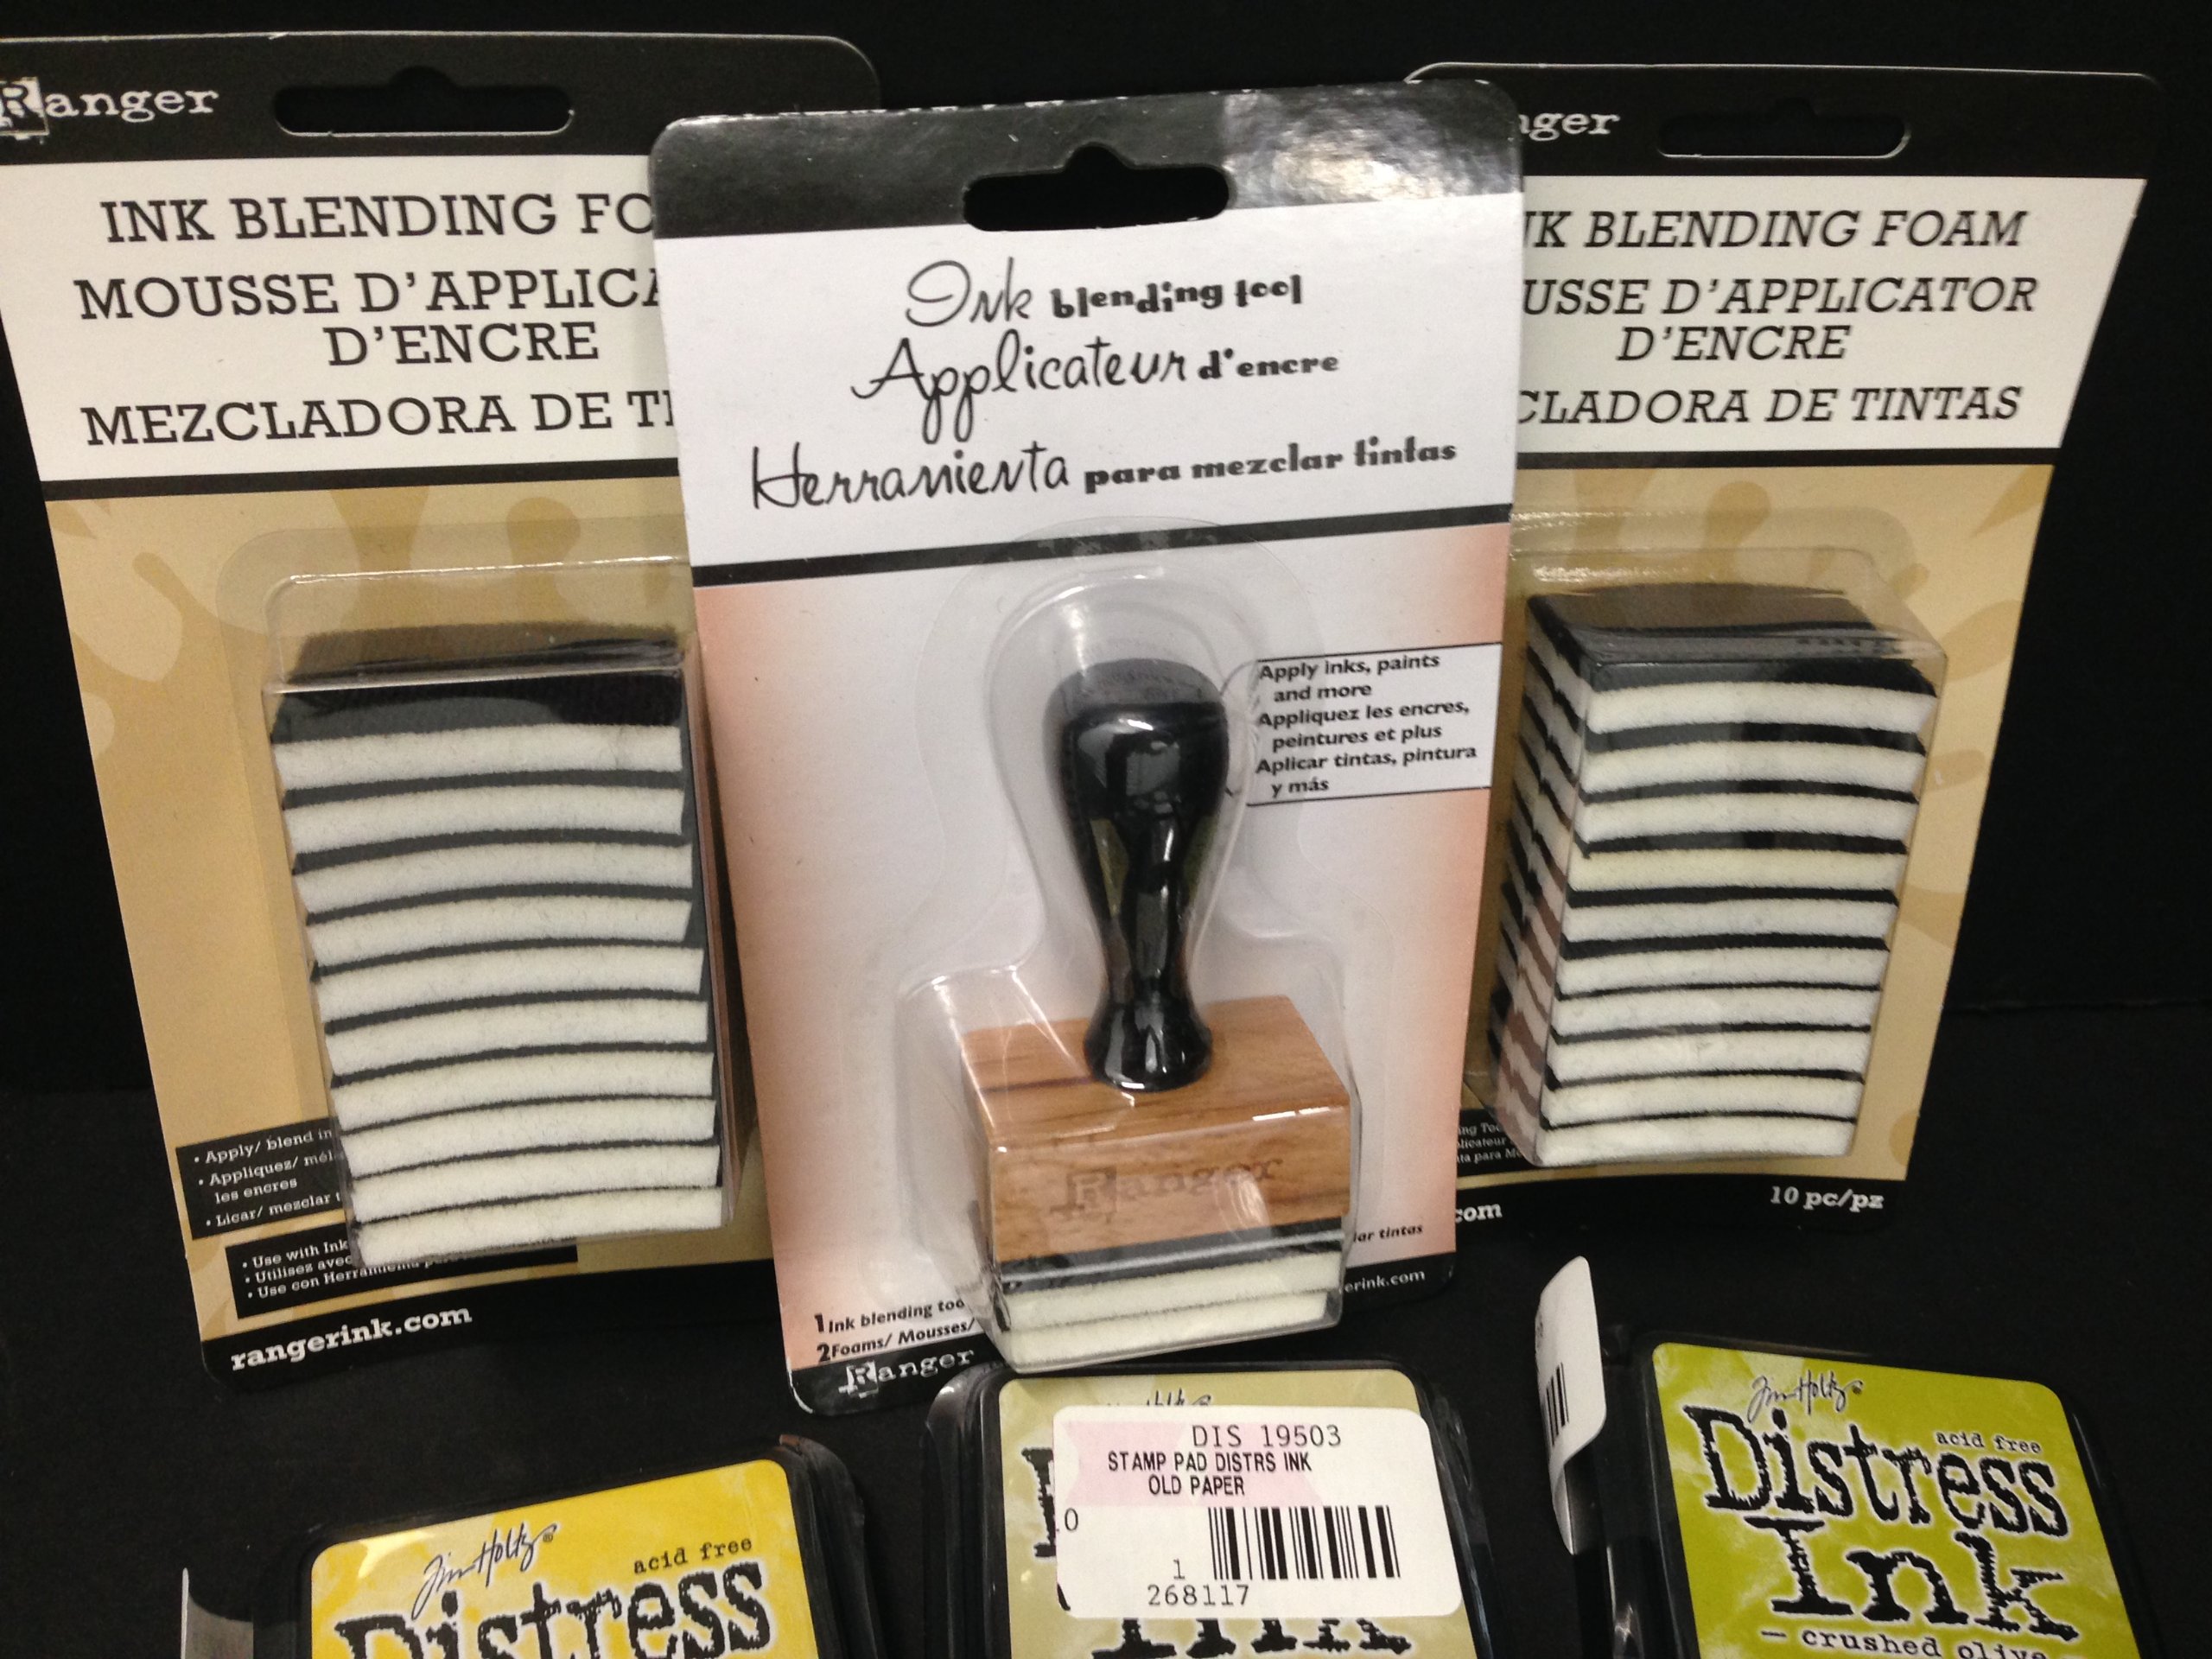 Ranger
INK BLENDING
MOUSSE D'APPLICA
D'ENCRE
MEZCLADORA DE
Apply/ blend
Appliquez/
les encres
Licar/ mezclar
Use with Ink
Utilisez avec
Use con Herramienta
rangerink.com
Ink blending tool
Applicateur d'encre
Herramienta para mezclar tintas
Apply inks, paints
and more
Appliquez les encres,
peintures et plus
Aplicar tintas, pintura
y más
1 Ink blending too
2 Foams/ Mousses/
Ranger
Ranger
lar tintas
erink.com
nger
BLENDING FOAM
USSE D'APPLICATOR
D'ENCRE
CLADORA DE TINTAS
10 pc/pz
.com
Tim Holtz®
acid free
Distress
DIS 19503
STAMP PAD DISTRS INK
OLD PAPER
0
1
268117
Ink
Tim Holtz®
acid free
Distress
Ink
— crushed olive